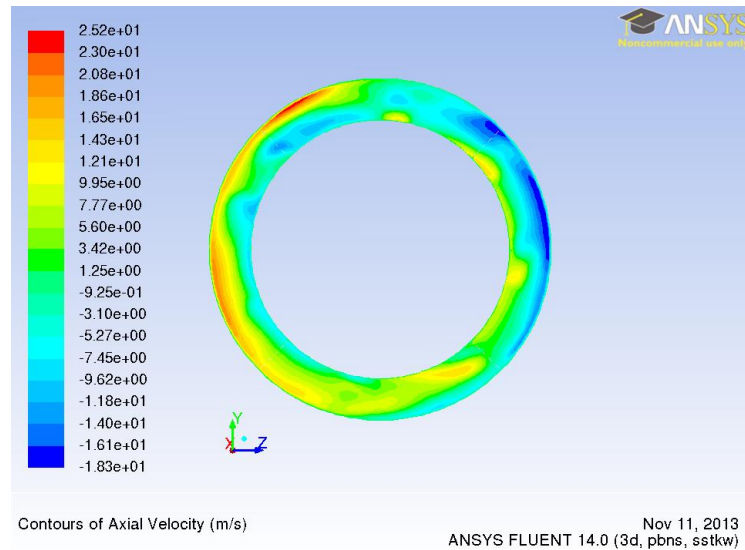 ANSYS
Noncommercial use only
2.52e+01
2.30e+01
2.08e+01
1.86e+01
1.65e+01
1.43e+01
1.21e+01
9.95e+00
7.77e+00
5.60e+00
3.42e+00
1.25e+00
-9.25e-01
-3.10e+00
-5.27e+00
-7.45e+00
-9.62e+00
-1.18e+01
-1.40e+01
-1.61e+01
-1.83e+01
Y
X Z
Contours of Axial Velocity (m/s)
Nov 11, 2013
ANSYS FLUENT 14.0 (3d, pbns, sstkw)